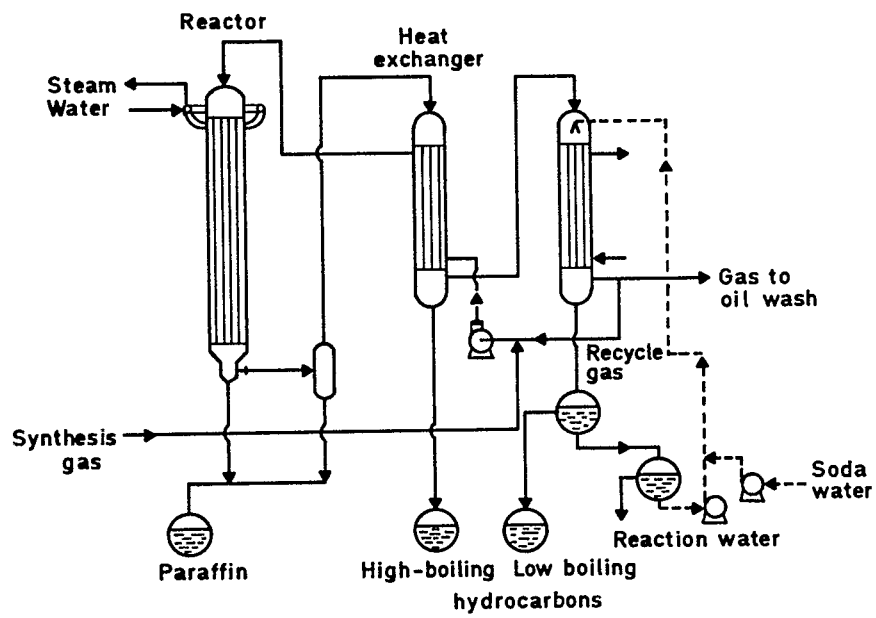 Reactor
Heat
exchanger
Steam
Water
K
Gas to
oil wash
Recycle
gas
Synthesis
gas
Soda
water
Reaction water
Paraffin
High-boiling Low boiling
hydrocarbons